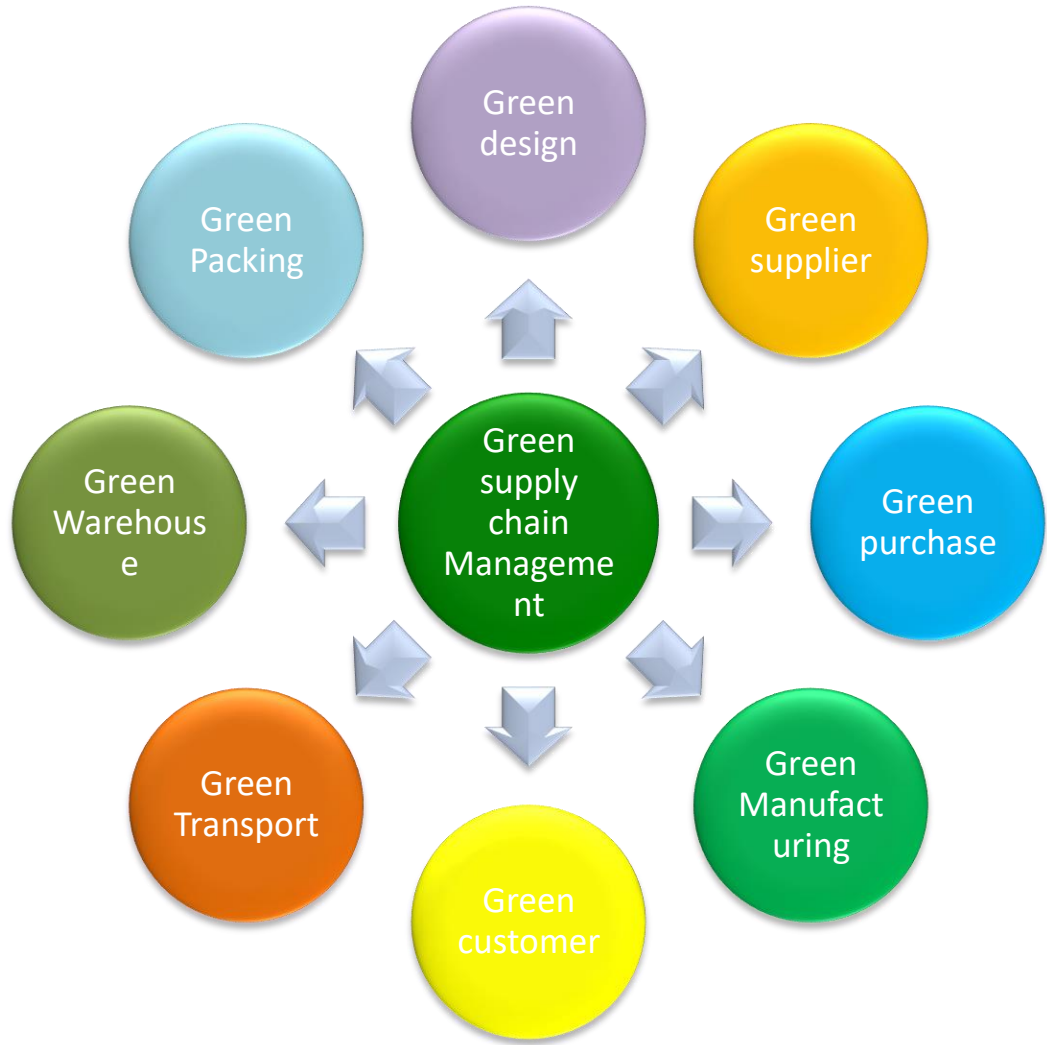 Green
design
Green
supplier
Green
purchase
Green
Manufact
uring
Green
customer
Green
Transport
Green
Warehous
e
Green
Packing
Green
supply
chain
Manageme
nt